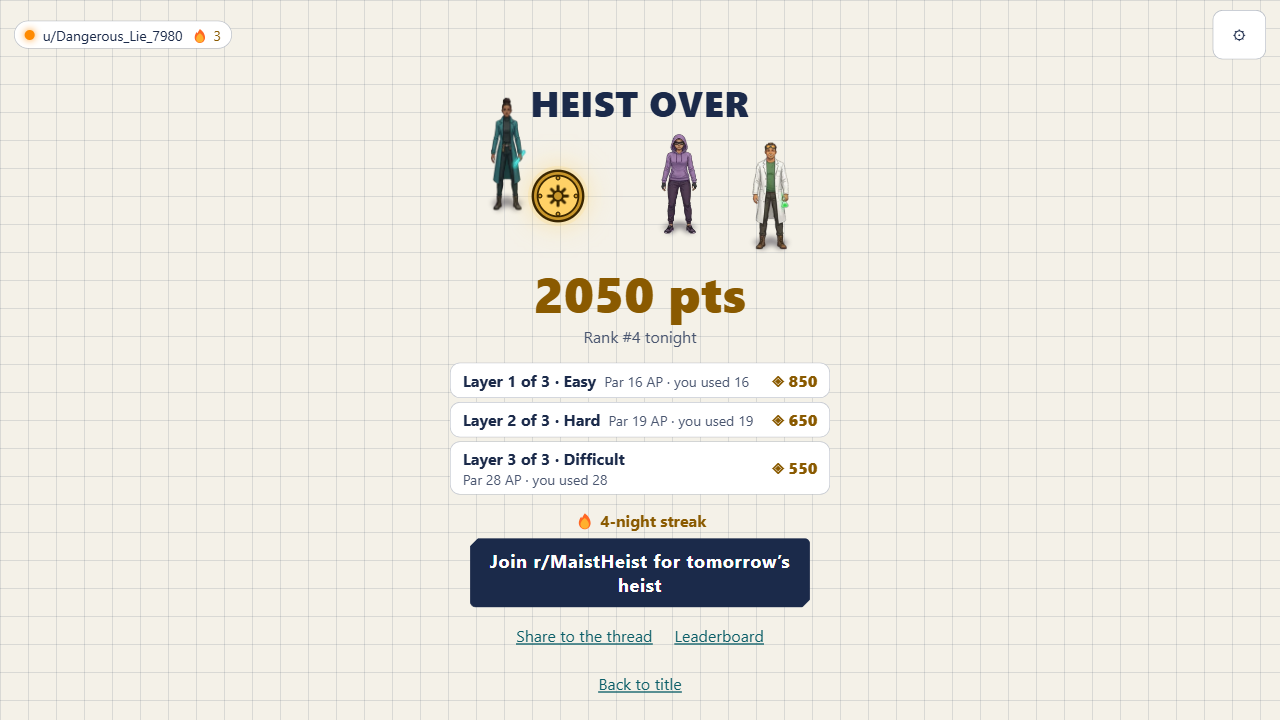 u/Dangerous_Lie_7980 3
HEIST OVER
2050 pts
Rank #4 tonight
Layer 1 of 3 · Easy Par 16 AP · you used 16 850
Layer 2 of 3 · Hard Par 19 AP · you used 19 650
Layer 3 of 3 · Difficult
Par 28 AP · you used 28
550
4-night streak
Join r/MaistHeist for tomorrow’s
heist
Share to the thread Leaderboard
Back to title